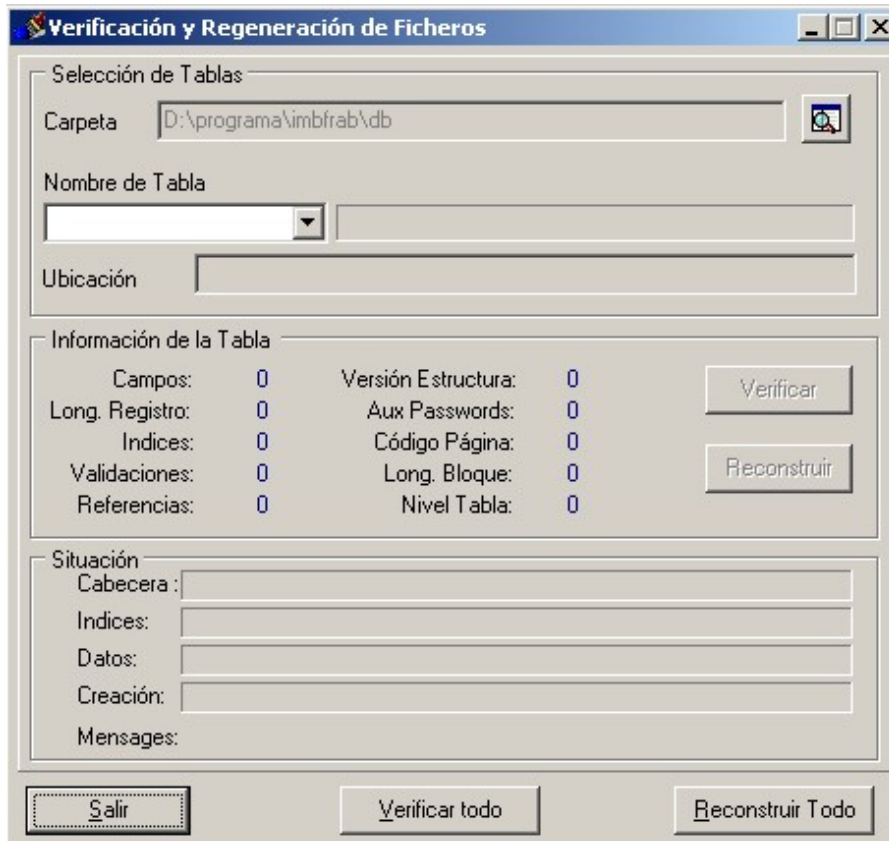 Verificación y Regeneración de Ficheros
Selección de Tablas
Carpeta D:\programa\imbfrab\db
Nombre de Tabla
Ubicación
Información de la Tabla
Campos: 0 Versión Estructura: 0
Verificar
Long. Registro: 0 Aux Passwords: 0
Indices: 0 Código Página: 0
Validaciones: 0 Long. Bloque: 0
Reconstruir
Referencias: 0 Nivel Tabla: 0
Situación
Cabecera :
Indices:
Datos:
Creación:
Mensages:
Salir Verificar todo Reconstruir Todo